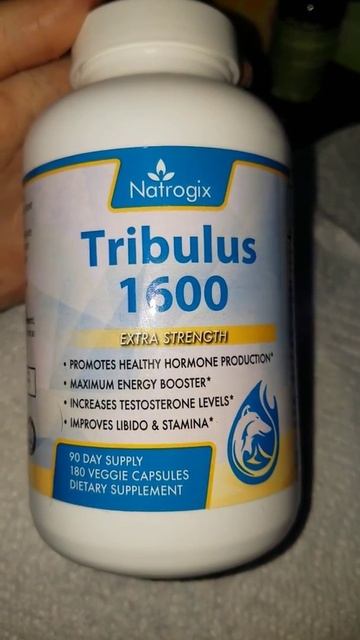 Natrogix
Tribulus
1600
EXTRA STRENGTH
• PROMOTES HEALTHY HORMONE PRODUCTION*
• MAXIMUM ENERGY BOOSTER*
• INCREASES TESTOSTERONE LEVELS*
• IMPROVES LIBIDO & STAMINA*
90 DAY SUPPLY
180 VEGGIE CAPSULES
DIETARY SUPPLEMENT